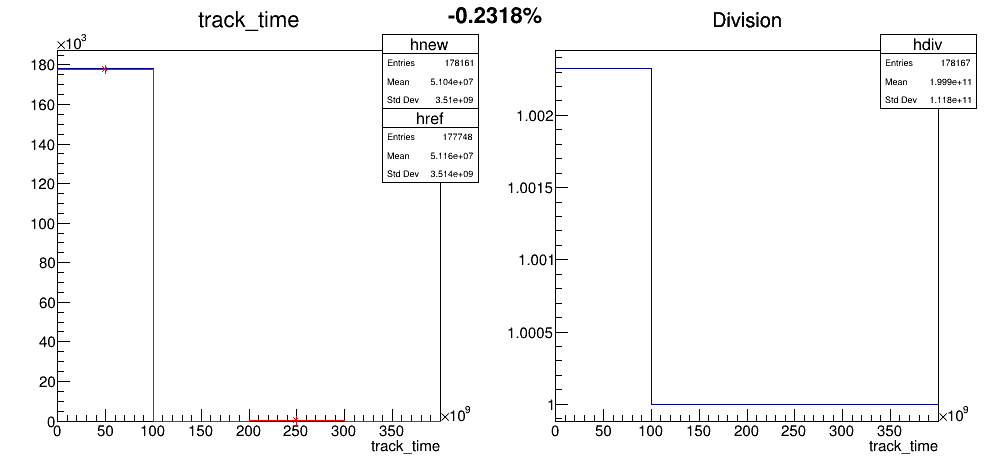 -0.2318%
track_time
×10³
180
160
140
120
100
80
60
40
20
0
0 50 100 150 200 250 300 350
×10⁹
track_time
hnew
Entries 178161
Mean 5.104e+07
Std Dev 3.51e+09
href
Entries 177748
Mean 5.116e+07
Std Dev 3.514e+09
Division
1.002
1.0015
1.001
1.0005
1
0 50 100 150 200 250 300 350
×10⁹
track_time
hdiv
Entries 178167
Mean 1.999e+11
Std Dev 1.118e+11